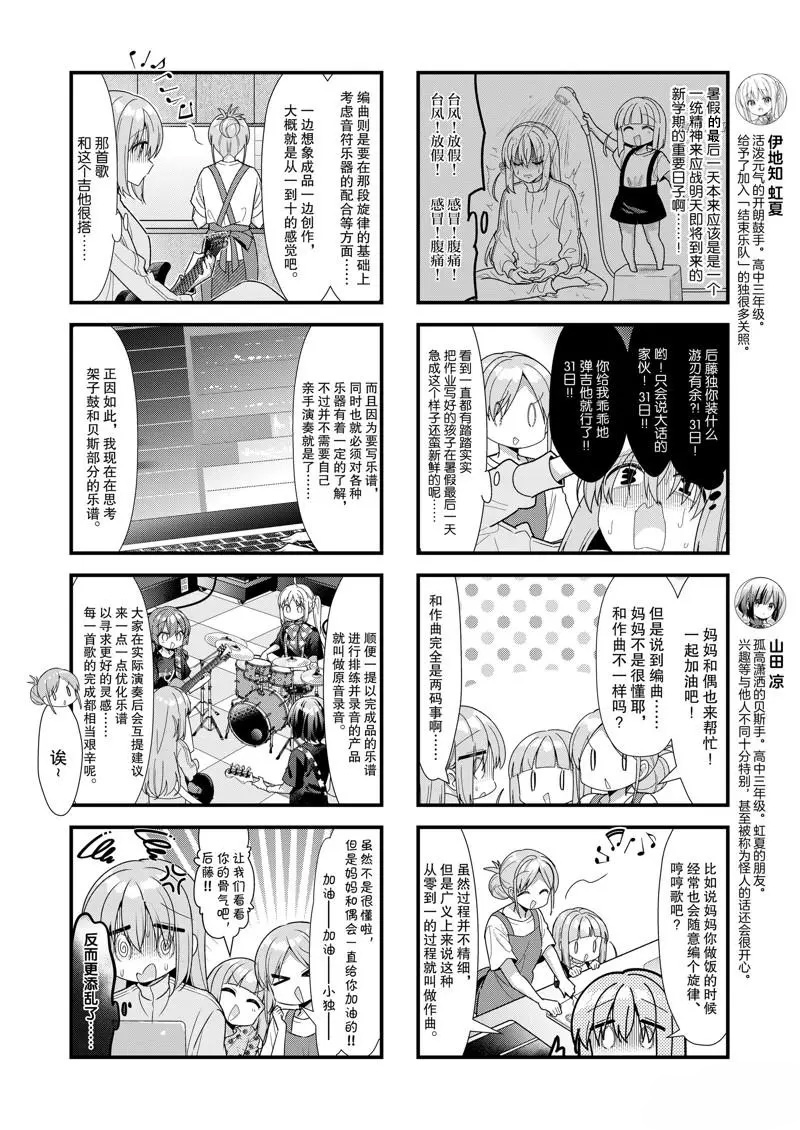 伊地知 虹夏
活泼元气的开朗鼓手。高中三年级。
给予了加入「结束乐队」的独很多关照。
山田 凉
孤高潇洒的贝斯手。高中三年级。虹夏的朋友。
兴趣等与他人不同十分特别，甚至被称为怪人的话还会很开心。
暑假的最后一天本来应该是是一个
一统精神来应战明天即将到来的
新学期的重要日子啊……！
台风！放假！ 感冒！腹痛！
台风！放假！ 感冒！腹痛！
后藤独你装什么
游刃有余?! 31日！
哟！只会说大话的
家伙！31日!!
你给我乖乖地
弹吉他就行了!!
31日!!
看到一直都有踏踏实实
把作业写好的孩子在暑假最后一天
急成这个样子还蛮新鲜的呢……
3 1
妈妈和偶也来帮忙！
一起加油吧！
但是说到编曲……
妈妈不是很懂耶，
和作曲不一样吗？
和作曲完全是两码事啊……
比如说妈妈你做饭的时候
经常也会随意编个旋律、
哼哼歌吧？
虽然过程并不精细，
但是广义上来说这种
从零到一的过程就叫做作曲。
编曲则是要在那段旋律的基础上
考虑音符乐器的配合等方面……
一边想象成品一边创作，
大概就是从一到十的感觉吧。
那首歌
和这个吉他很搭……
而且因为要写乐谱，
同时也就必须对各种
乐器有着一定的了解，
不过并不需要自己
亲手演奏就是了……
正因如此，我现在在思考
架子鼓和贝斯部分的乐谱。
顺便一提以完成品的乐谱
进行排练并录音的产品
就叫做原音录音。
大家在实际演奏后会互提建议
来一点一点优化乐谱
以寻求更好的灵感……
每一首歌的完成都相当艰辛呢。
诶~
虽然不是很懂啦，
但是妈妈和偶会一直给你加油的!!
加油——加油——小独——
让我们看看
你的骨气吧，
后藤!!
反而更添乱了……